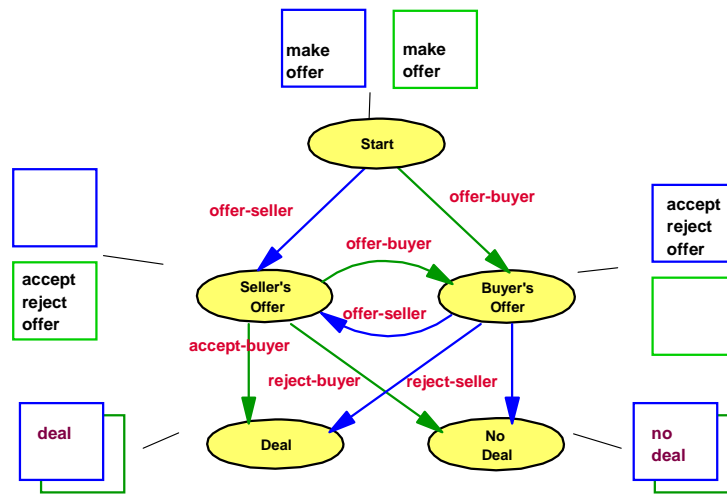 make
offer
make
offer
Start
offer-seller
offer-buyer
accept
reject
offer
offer-buyer
accept
reject
offer
Seller's
Offer
Buyer's
Offer
offer-seller
accept-buyer
reject-buyer
reject-seller
deal
Deal
No
Deal
no
deal